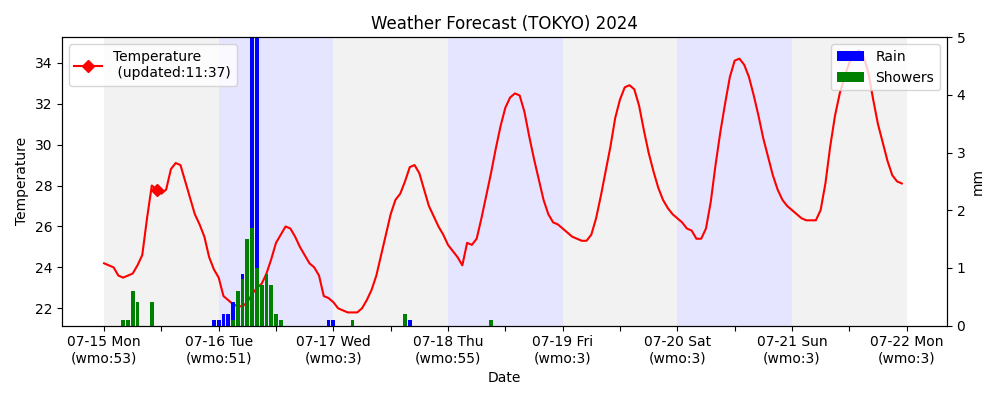 Weather Forecast (TOKYO) 2024
Temperature
(updated:11:37)
Rain
Showers
Temperature
34
32
30
28
26
24
22
5
4
3
2
1
0
mm
07-15 Mon 07-16 Tue 07-17 Wed 07-18 Thu 07-19 Fri 07-20 Sat 07-21 Sun 07-22 Mon
(wmo:53) (wmo:51) (wmo:3) (wmo:55) (wmo:3) (wmo:3) (wmo:3) (wmo:3)
Date